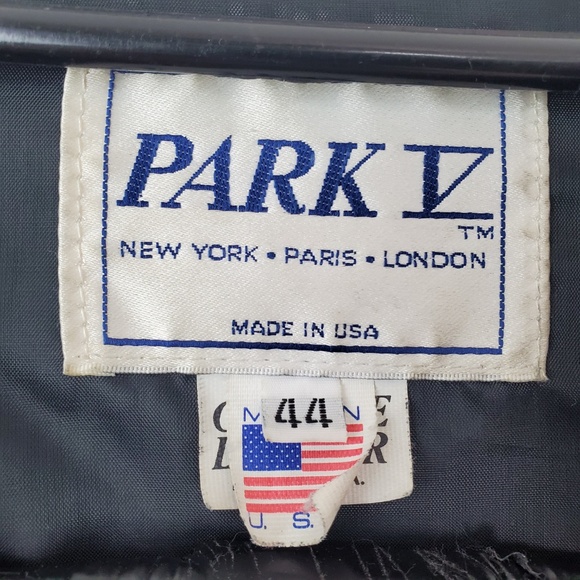 PARK V
TM
NEW YORK • PARIS • LONDON
MADE IN USA
44
U. S.